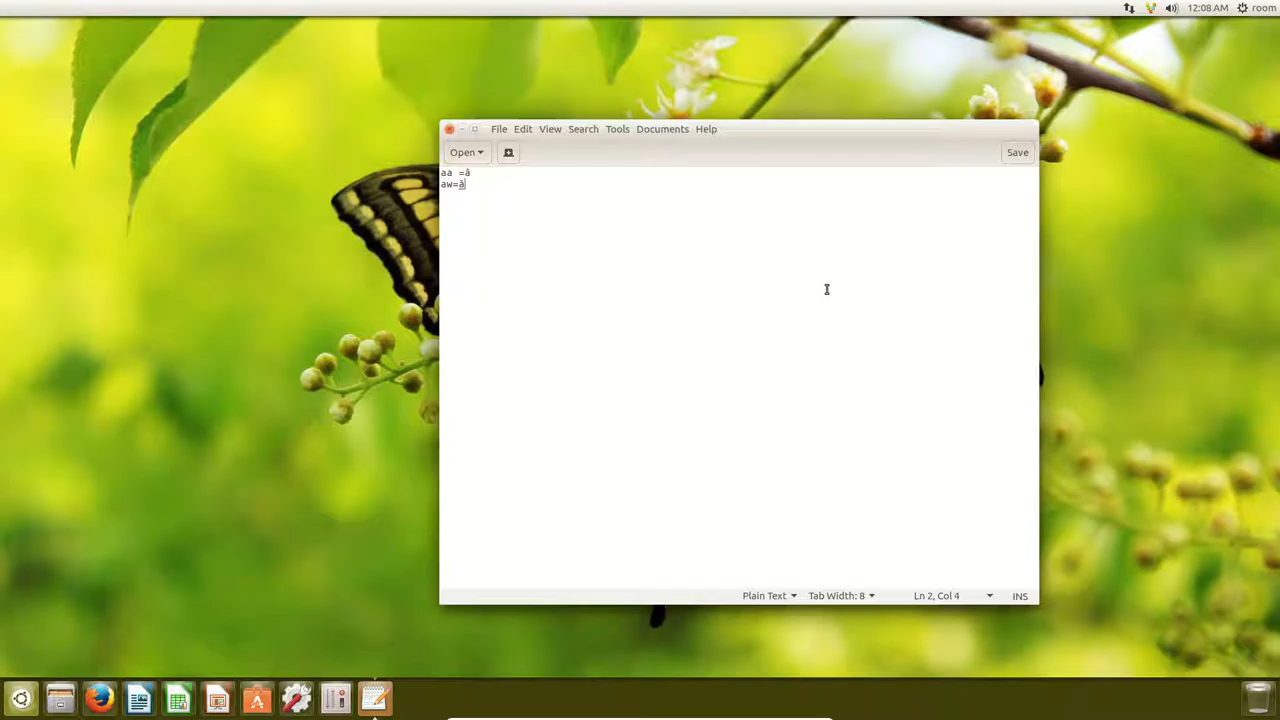 12:08 AM room
File Edit View Search Tools Documents Help
Open Save
aa =â
Plain Text Tab Width: 8 Ln 2, Col 4 INS